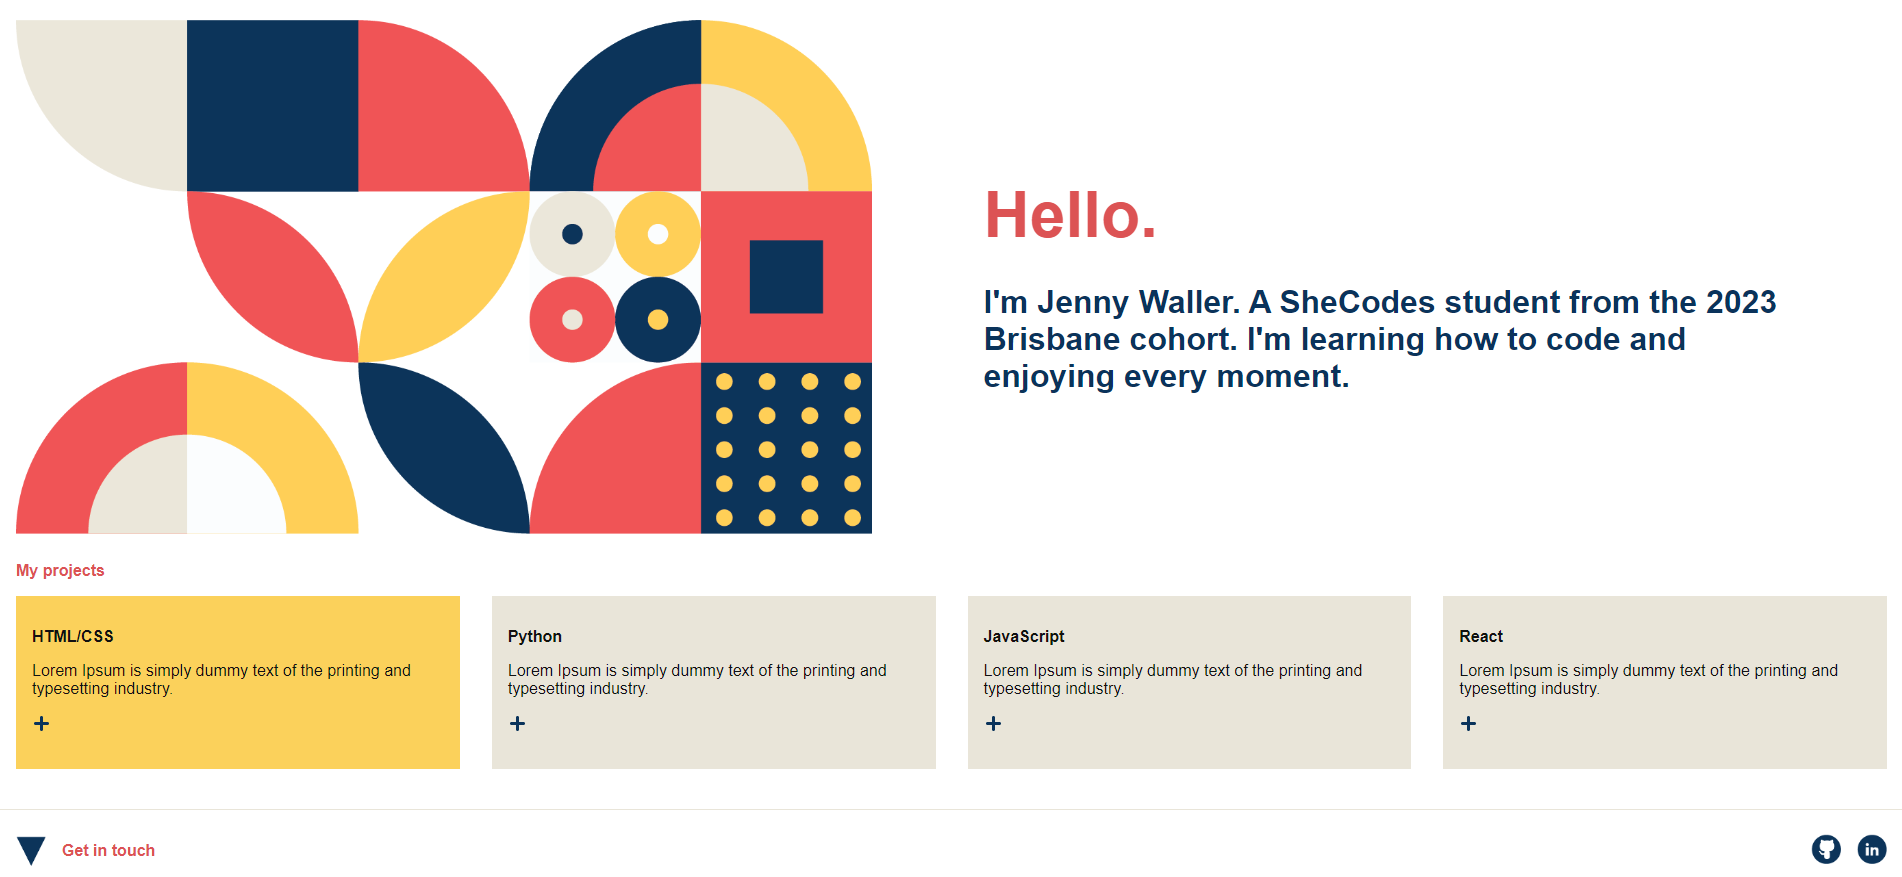 Hello.
I'm Jenny Waller. A SheCodes student from the 2023
Brisbane cohort. I'm learning how to code and
enjoying every moment.
My projects
HTML/CSS
Lorem Ipsum is simply dummy text of the printing and
typesetting industry.
Python
Lorem Ipsum is simply dummy text of the printing and
typesetting industry.
JavaScript
Lorem Ipsum is simply dummy text of the printing and
typesetting industry.
React
Lorem Ipsum is simply dummy text of the printing and
typesetting industry.
Get in touch
in